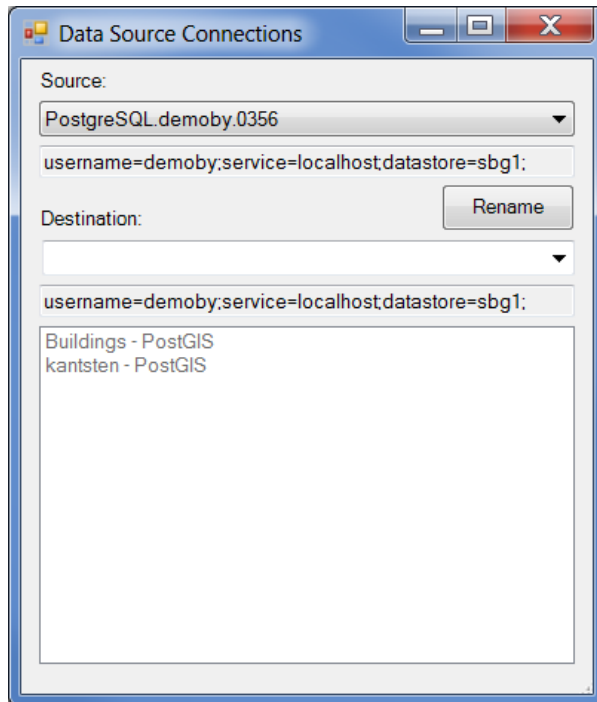 Data Source Connections
Source:
PostgreSQL.demoby.0356
username=demoby;service=localhost;datastore=sbg1;
Rename
Destination:
username=demoby;service=localhost;datastore=sbg1;
Buildings - PostGIS
kantsten - PostGIS